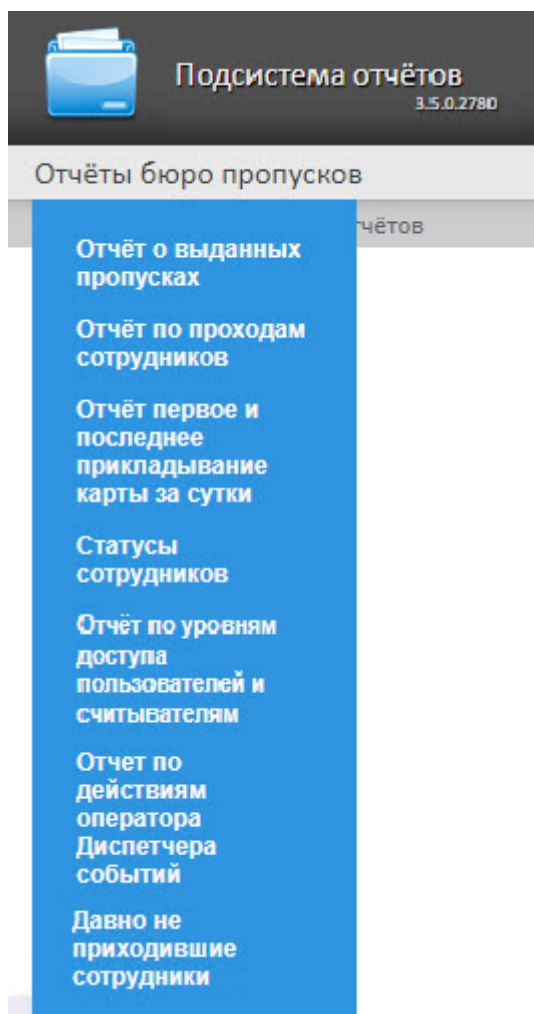 Подсистема отчётов
3.5.0.2780
Отчёты бюро пропусков
Отчёт о выданных
пропусках
Отчёт по проходам
сотрудников
Отчёт первое и
последнее
прикладывание
карты за сутки
Статусы
сотрудников
Отчёт по уровням
доступа
пользователей и
считывателям
Отчет по
действиям
оператора
Диспетчера
событий
Давно не
приходившие
сотрудники